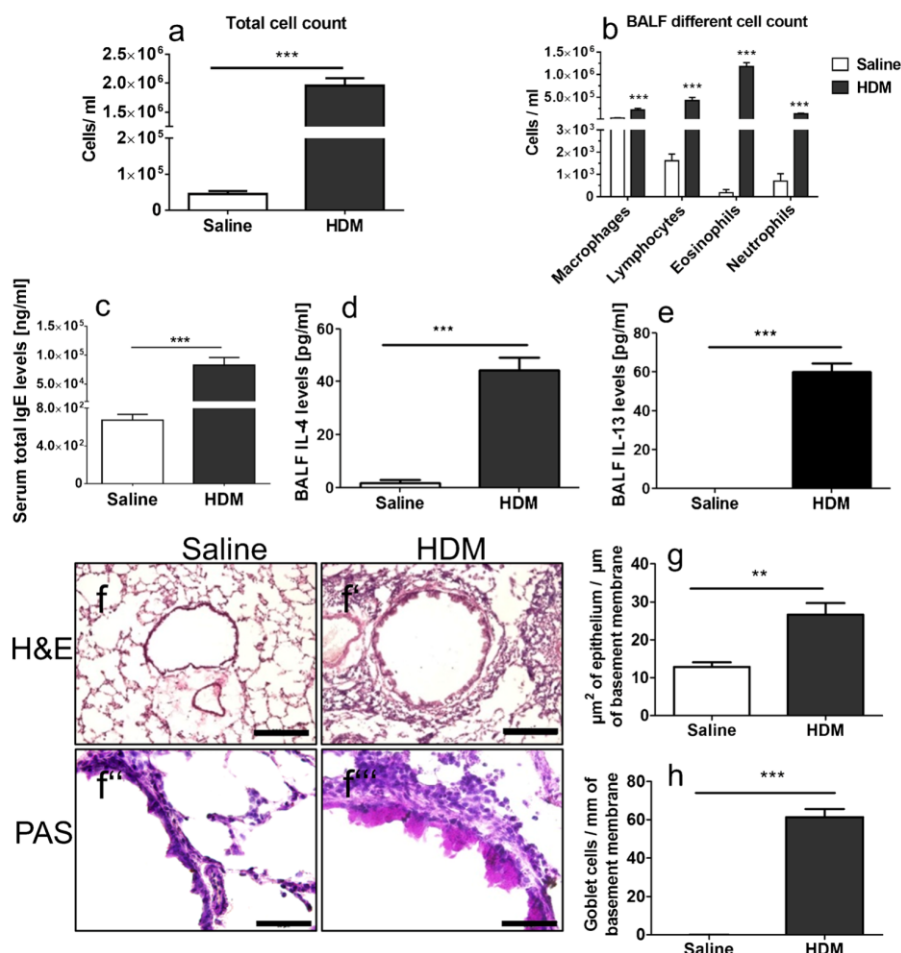 a
Total cell count
Cells/ ml
2.5×10⁶
2.0×10⁶
1.5×10⁶
1.0×10⁶
1×10⁵
0
***
Saline
HDM
b
BALF different cell count
Cells / ml
1.5×10⁶
1.0×10⁶
5.0×10⁵
3×10³
2×10³
1×10³
0
***
***
***
***
Macrophages
Lymphocytes
Eosinophils
Neutrophils
Saline
HDM
c
Serum total IgE levels [ng/ml]
1.5×10⁵
1.0×10⁵
5.0×10⁴
8.0×10²
4.0×10²
0
***
Saline
HDM
d
BALF IL-4 levels [pg/ml]
60
40
20
0
***
Saline
HDM
e
BALF IL-13 levels [pg/ml]
80
60
40
20
0
***
Saline
HDM
Saline
HDM
H&E
f
f‘
PAS
f‘‘
f‘‘‘
g
µm² of epithelium / µm
of basement membrane
40
30
20
10
0
**
Saline
HDM
h
Goblet cells / mm of
basement membrane
80
60
40
20
0
***
Saline
HDM